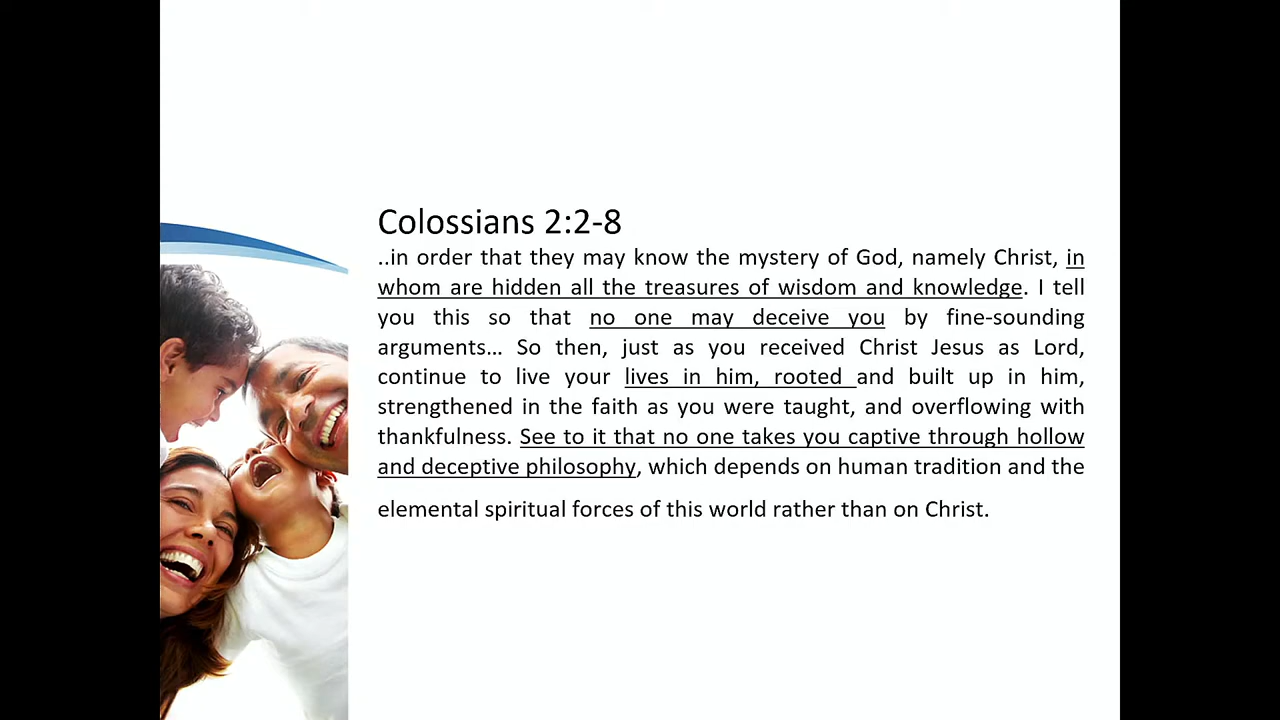 Colossians 2:2-8
..in order that they may know the mystery of God, namely Christ, in
whom are hidden all the treasures of wisdom and knowledge. I tell
you this so that no one may deceive you by fine-sounding
arguments... So then, just as you received Christ Jesus as Lord,
continue to live your lives in him, rooted and built up in him,
strengthened in the faith as you were taught, and overflowing with
thankfulness. See to it that no one takes you captive through hollow
and deceptive philosophy, which depends on human tradition and the
elemental spiritual forces of this world rather than on Christ.